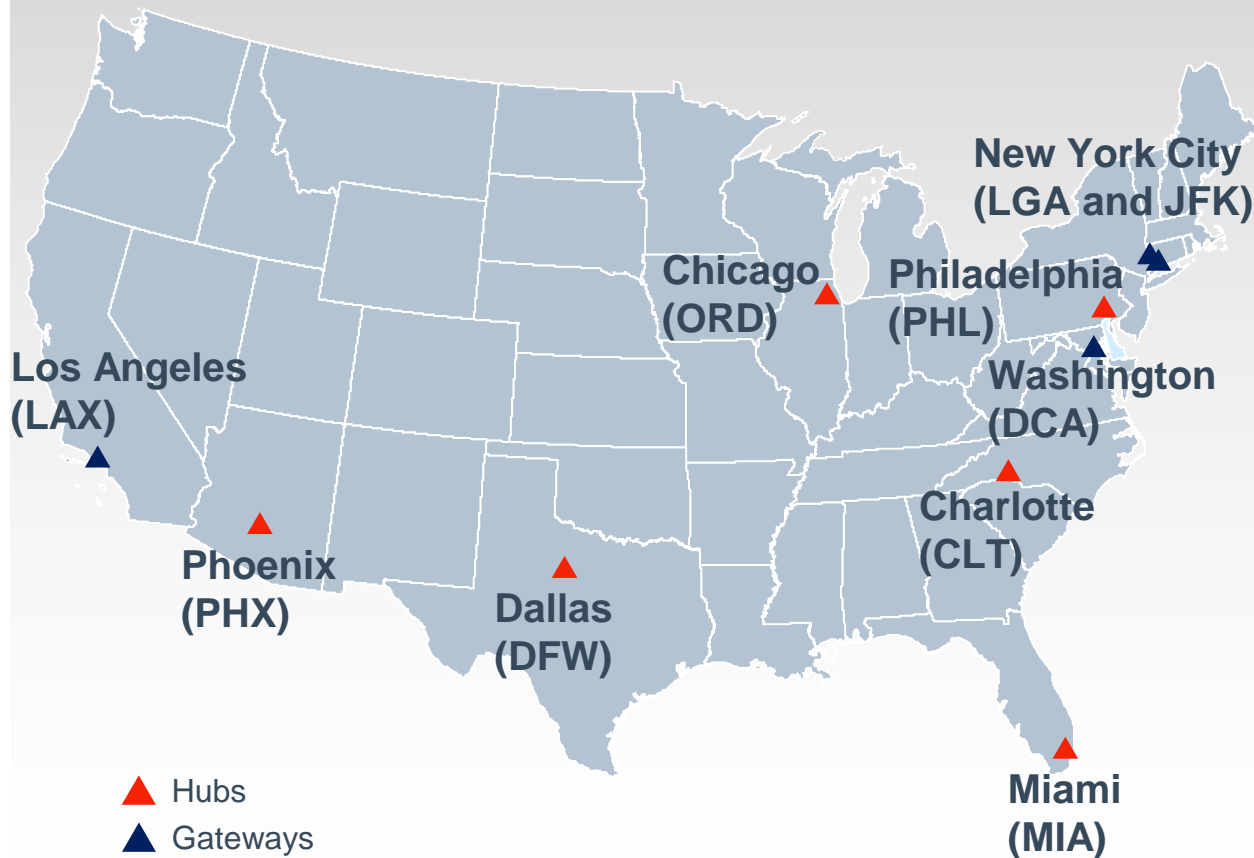 New York City
(LGA and JFK)
Chicago
(ORD)
Philadelphia
(PHL)
Los Angeles
(LAX)
Washington
(DCA)
Charlotte
(CLT)
Phoenix
(PHX)
Dallas
(DFW)
Miami
(MIA)
Hubs
Gateways